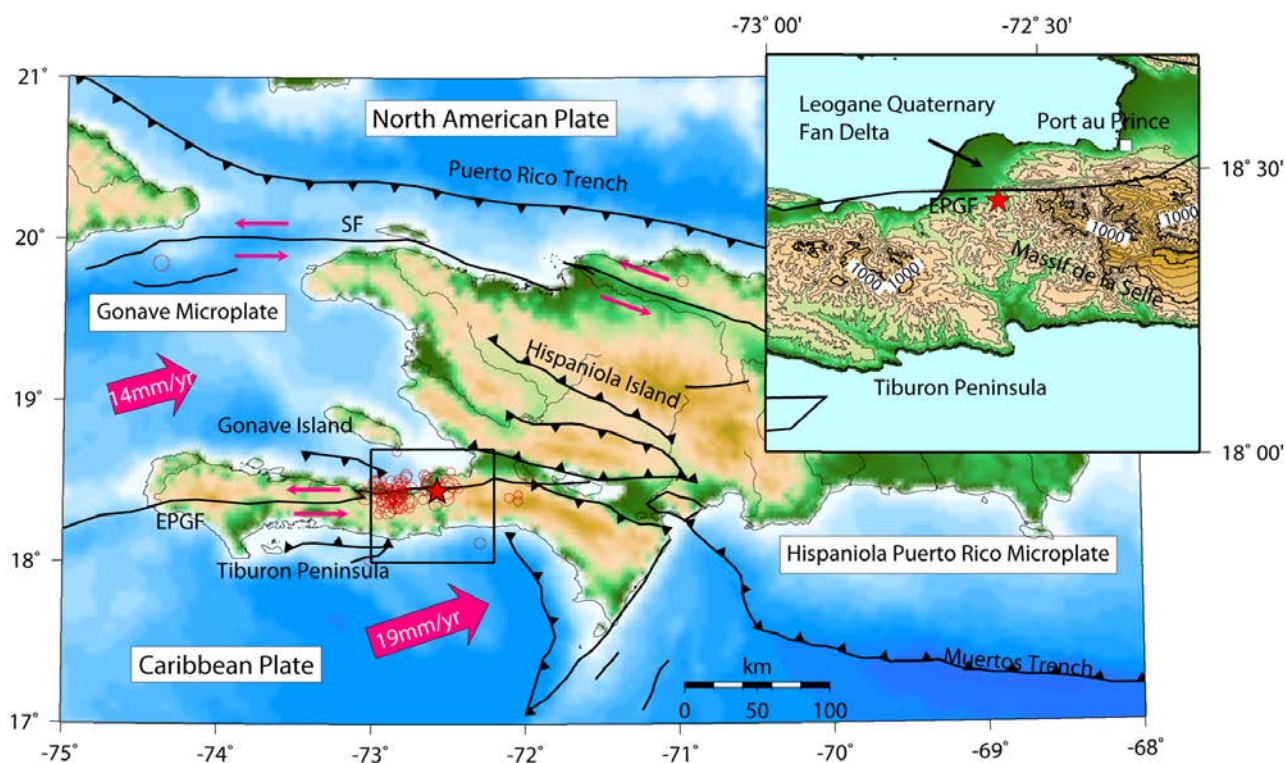 -73° 00'
-72° 30'
21°
North American Plate
Leogane Quaternary
Fan Delta
Port au Prince
Puerto Rico Trench
18° 30'
EPGF
20°
SF
1000
1000
1000
1000
Massif de la Selle
Gonave Microplate
Hispaniola Island
Tiburon Peninsula
14mm/yr
19°
Gonave Island
18° 00'
EPGF
18°
Tiburon Peninsula
Hispaniola Puerto Rico Microplate
19mm/yr
Caribbean Plate
km
Muertos Trench
0 50 100
17°
-75° -74° -73° -72° -71° -70° -69° -68°